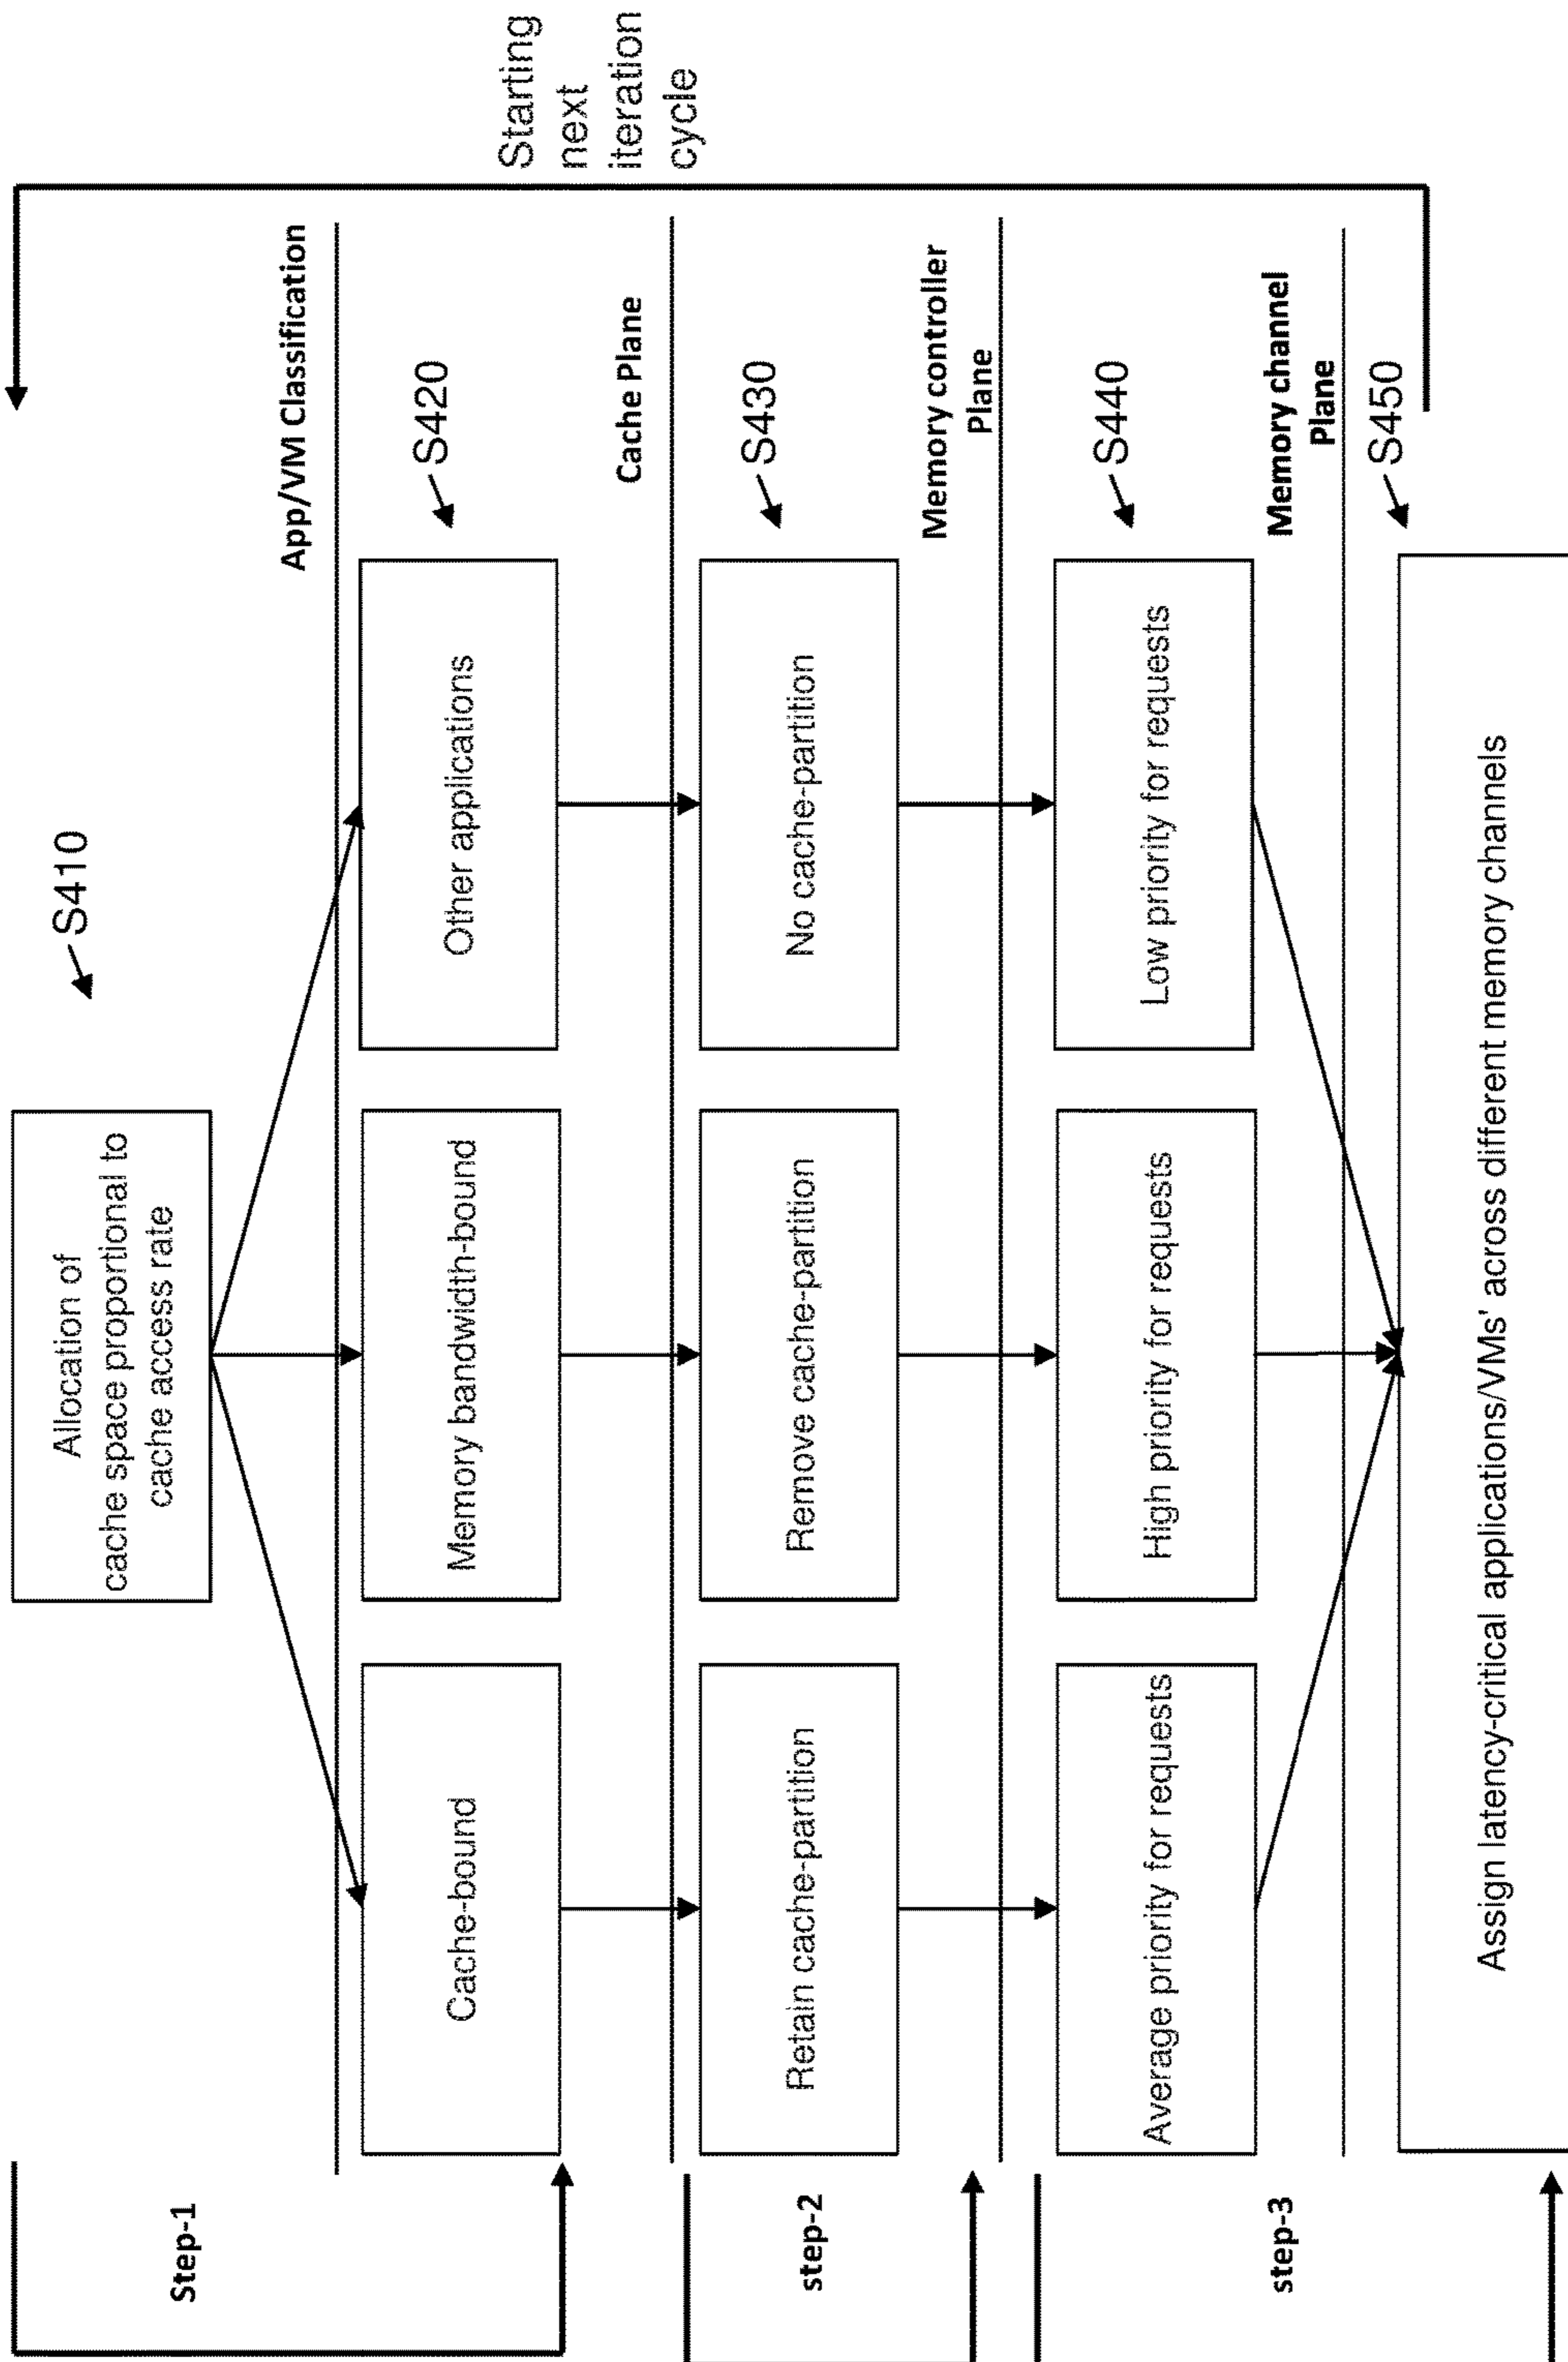 S410
Allocation of
cache space proportional to
cache access rate
Step-1
App/VM Classification
Starting
next
iteration
cycle
Cache-bound
Memory bandwidth-bound
Other applications
S420
Cache Plane
step-2
Retain cache-partition
Remove cache-partition
No cache-partition
S430
Memory controller
Plane
step-3
Average priority for requests
High priority for requests
Low priority for requests
S440
Memory channel
Plane
S450
Assign latency-critical applications/VMs' across different memory channels